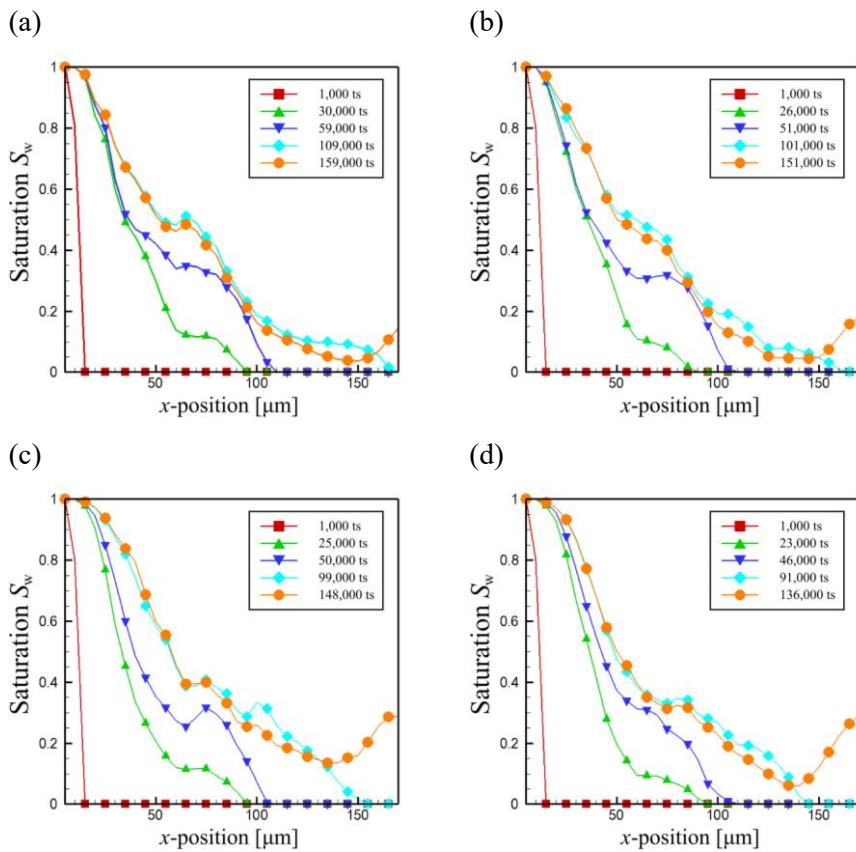 (a)
Saturation S_w
1
0.8
0.6
0.4
0.2
0
50
100
150
x-position [μm]
1,000 ts
30,000 ts
59,000 ts
109,000 ts
159,000 ts
(b)
Saturation S_w
1
0.8
0.6
0.4
0.2
0
50
100
150
x-position [μm]
1,000 ts
26,000 ts
51,000 ts
101,000 ts
151,000 ts
(c)
Saturation S_w
1
0.8
0.6
0.4
0.2
0
50
100
150
x-position [μm]
1,000 ts
25,000 ts
50,000 ts
99,000 ts
148,000 ts
(d)
Saturation S_w
1
0.8
0.6
0.4
0.2
0
50
100
150
x-position [μm]
1,000 ts
23,000 ts
46,000 ts
91,000 ts
136,000 ts